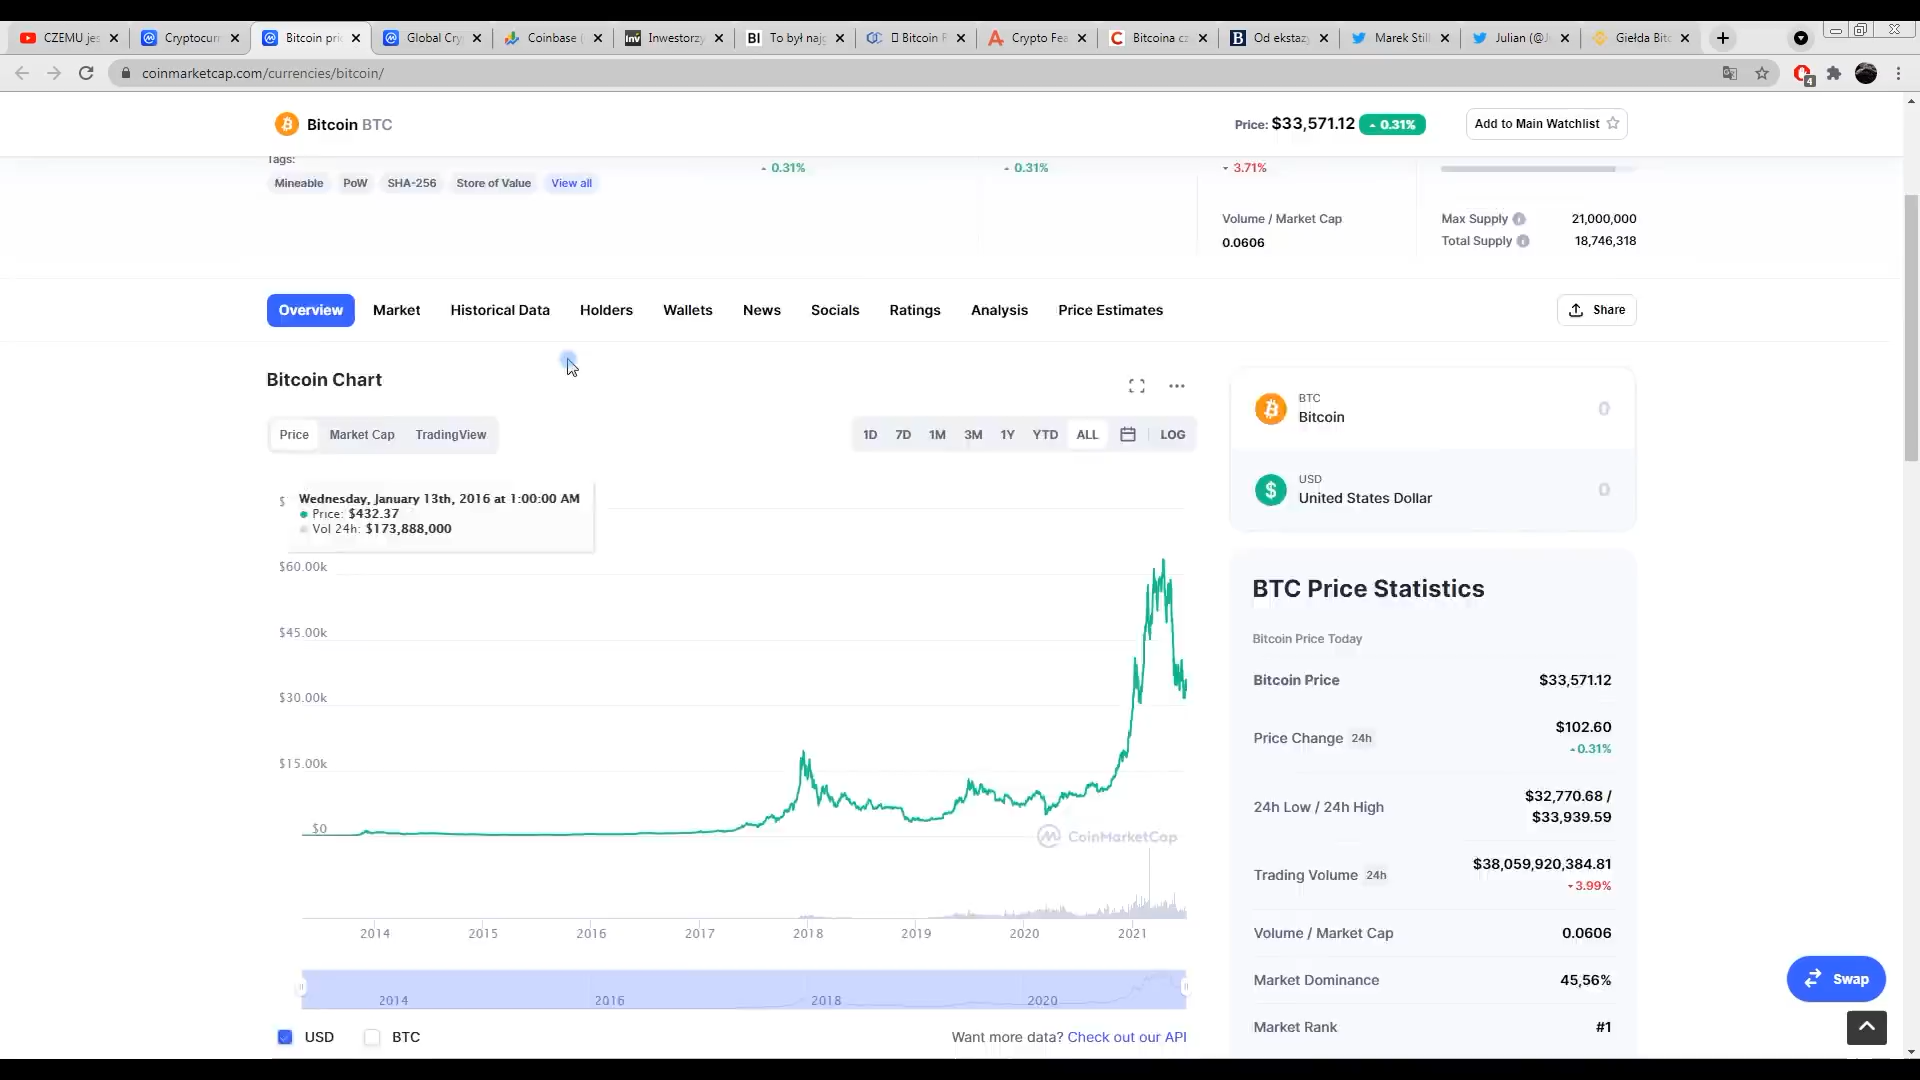 CZEMU jes
Cryptocurr
Bitcoin pri
Global Cry
Coinbase (
Inwestorzy
To był najg
Bitcoin F
Crypto Fea
Bitcoina cz
Od ekstazy
Marek Still
Julian (@J
Giełda Bitc
coinmarketcap.com/currencies/bitcoin/
Bitcoin BTC
Price: $33,571.12 0.31%
Add to Main Watchlist
Tags:
0.31%
0.31%
3.71%
Mineable PoW SHA-256 Store of Value View all
Volume / Market Cap
0.0606
Max Supply 21,000,000
Total Supply 18,746,318
Overview Market Historical Data Holders Wallets News Socials Ratings Analysis Price Estimates
Share
Bitcoin Chart
Price Market Cap TradingView
1D 7D 1M 3M 1Y YTD ALL LOG
Wednesday, January 13th, 2016 at 1:00:00 AM
Price: $432.37
Vol 24h: $173,888,000
$
$60.00k
$45.00k
$30.00k
$15.00k
$0
CoinMarketCap
2014 2015 2016 2017 2018 2019 2020 2021
2014 2016 2018 2020
USD BTC
Want more data? Check out our API
BTC
Bitcoin
0
USD
United States Dollar
0
BTC Price Statistics
Bitcoin Price Today
Bitcoin Price $33,571.12
Price Change 24h $102.60
0.31%
24h Low / 24h High $32,770.68 /
$33,939.59
Trading Volume 24h $38,059,920,384.81
3.99%
Volume / Market Cap 0.0606
Market Dominance 45,56%
Market Rank #1
Swap